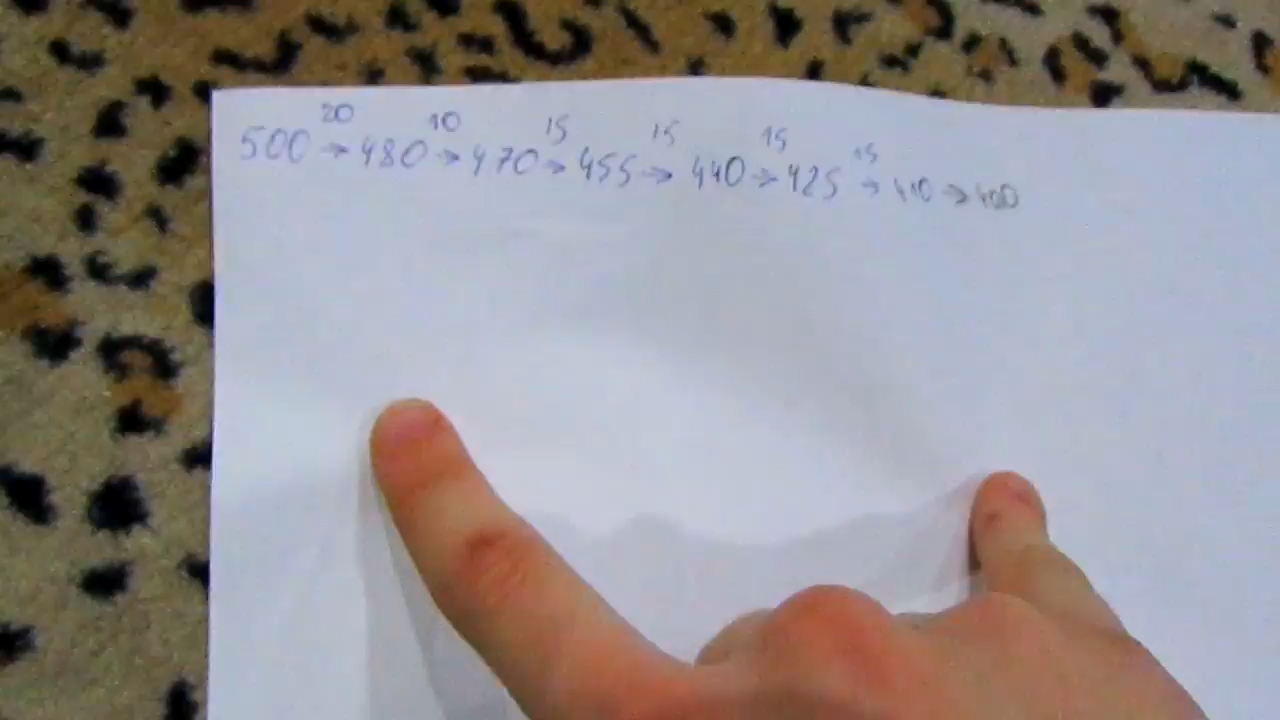 20 10 15 15 15 15
500 → 480 → 470 → 455 → 440 → 425 → 410 → 400